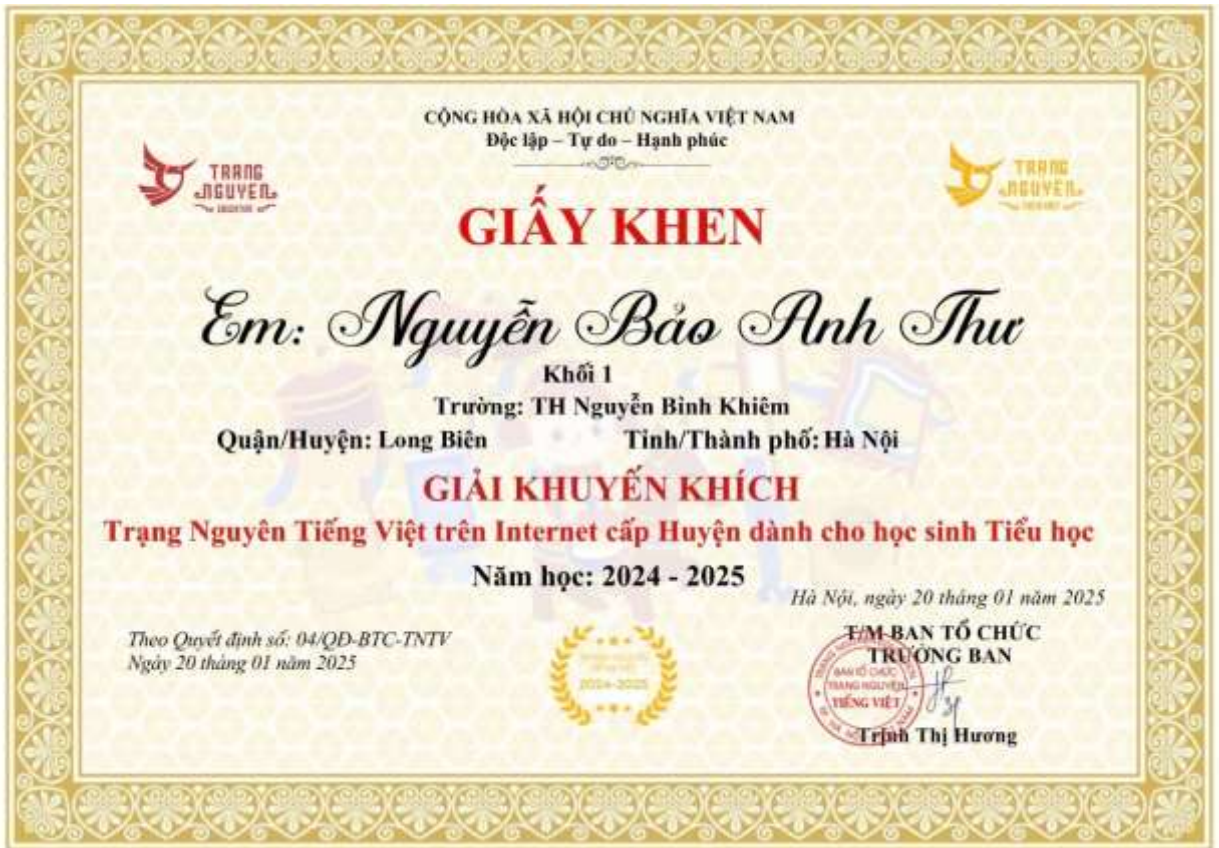 CỘNG HÒA XÃ HỘI CHỦ NGHĨA VIỆT NAM
Độc lập – Tự do – Hạnh phúc
TRẠNG NGUYÊN
EDUCATION
TRẠNG NGUYÊN
GIẤY KHEN
Em: Nguyễn Bảo Anh Thư
Khối 1
Trường: TH Nguyễn Bỉnh Khiêm
Quận/Huyện: Long Biên Tỉnh/Thành phố: Hà Nội
GIẢI KHUYẾN KHÍCH
Trạng Nguyên Tiếng Việt trên Internet cấp Huyện dành cho học sinh Tiểu học
Năm học: 2024 - 2025
Hà Nội, ngày 20 tháng 01 năm 2025
Theo Quyết định số: 04/QĐ-BTC-TNTV
Ngày 20 tháng 01 năm 2025
2024-2025
T/M BAN TỔ CHỨC
TRƯỞNG BAN
BAN TỔ CHỨC
TRẠNG NGUYÊN
TIẾNG VIỆT
Trịnh Thị Hương